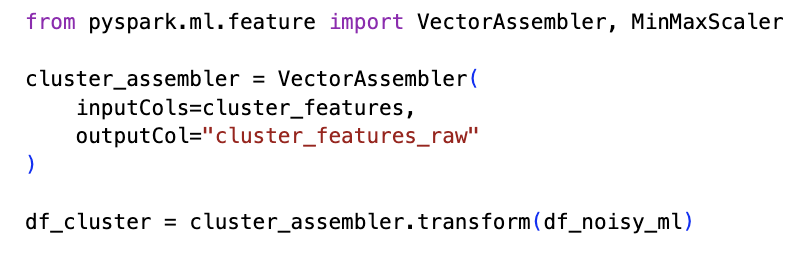 from pyspark.ml.feature import VectorAssembler, MinMaxScaler
cluster_assembler = VectorAssembler(
    inputCols=cluster_features,
    outputCol="cluster_features_raw"
)
df_cluster = cluster_assembler.transform(df_noisy_ml)